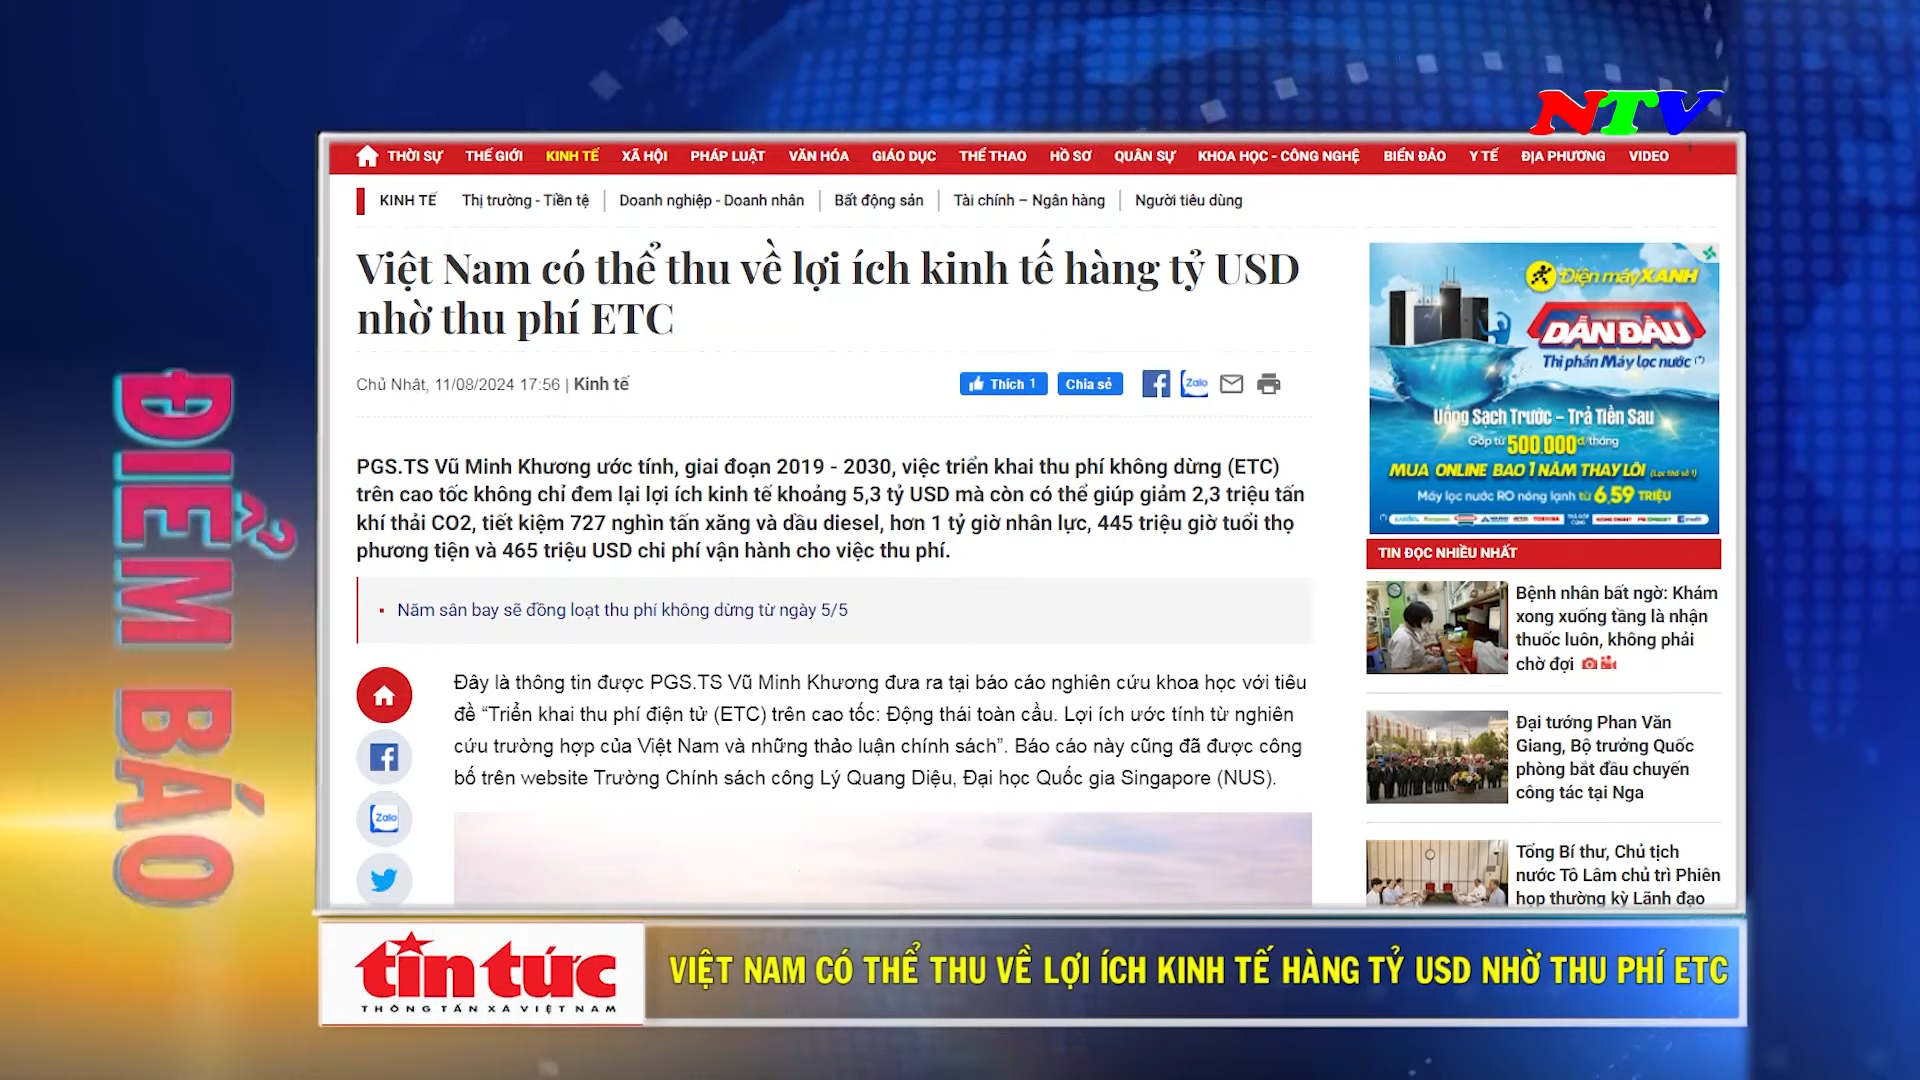 NTV
THỜI SỰ THẾ GIỚI KINH TẾ XÃ HỘI PHÁP LUẬT VĂN HÓA GIÁO DỤC THỂ THAO HỒ SƠ QUÂN SỰ KHOA HỌC - CÔNG NGHỆ BIỂN ĐẢO Y TẾ ĐỊA PHƯƠNG VIDEO
KINH TẾ Thị trường - Tiền tệ Doanh nghiệp - Doanh nhân Bất động sản Tài chính – Ngân hàng Người tiêu dùng
Việt Nam có thể thu về lợi ích kinh tế hàng tỷ USD
nhờ thu phí ETC
Chủ Nhật, 11/08/2024 17:56 | Kinh tế
Thích 1 Chia sẻ Zalo
PGS.TS Vũ Minh Khương ước tính, giai đoạn 2019 - 2030, việc triển khai thu phí không dừng (ETC)
trên cao tốc không chỉ đem lại lợi ích kinh tế khoảng 5,3 tỷ USD mà còn có thể giúp giảm 2,3 triệu tấn
khí thải CO2, tiết kiệm 727 nghìn tấn xăng và dầu diesel, hơn 1 tỷ giờ nhân lực, 445 triệu giờ tuổi thọ
phương tiện và 465 triệu USD chi phí vận hành cho việc thu phí.
Năm sân bay sẽ đồng loạt thu phí không dừng từ ngày 5/5
Đây là thông tin được PGS.TS Vũ Minh Khương đưa ra tại báo cáo nghiên cứu khoa học với tiêu
đề “Triển khai thu phí điện tử (ETC) trên cao tốc: Động thái toàn cầu. Lợi ích ước tính từ nghiên
cứu trường hợp của Việt Nam và những thảo luận chính sách”. Báo cáo này cũng đã được công
bố trên website Trường Chính sách công Lý Quang Diệu, Đại học Quốc gia Singapore (NUS).
Zalo
Điện máy XANH
DẪN ĐẦU
Thị phần Máy lọc nước (*)
Uống Sạch Trước – Trả Tiền Sau
Góp từ 500.000đ/tháng
MUA ONLINE BAO 1 NĂM THAY LÕI (Lọc thô số 1)
Máy lọc nước RO nóng lạnh từ 6,59 TRIỆU
TIN ĐỌC NHIỀU NHẤT
Bệnh nhân bất ngờ: Khám
xong xuống tầng là nhận
thuốc luôn, không phải
chờ đợi
Đại tướng Phan Văn
Giang, Bộ trưởng Quốc
phòng bắt đầu chuyến
công tác tại Nga
Tổng Bí thư, Chủ tịch
nước Tô Lâm chủ trì Phiên
họp thường kỳ Lãnh đạo
ĐIỂM BÁO
tin tức
THÔNG TẤN XÃ VIỆT NAM
VIỆT NAM CÓ THỂ THU VỀ LỢI ÍCH KINH TẾ HÀNG TỶ USD NHỜ THU PHÍ ETC